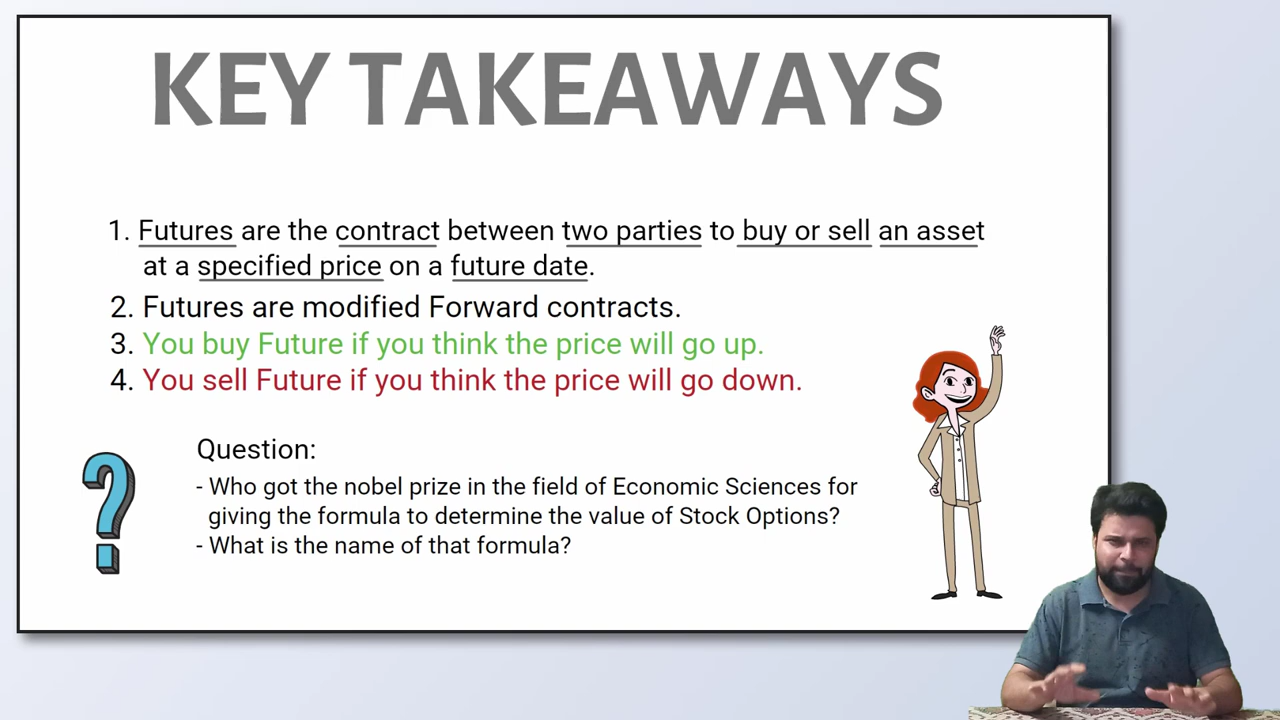 KEY TAKEAWAYS
1. Futures are the contract between two parties to buy or sell an asset
at a specified price on a future date.
2. Futures are modified Forward contracts.
3. You buy Future if you think the price will go up.
4. You sell Future if you think the price will go down.
?
Question:
- Who got the nobel prize in the field of Economic Sciences for
giving the formula to determine the value of Stock Options?
- What is the name of that formula?